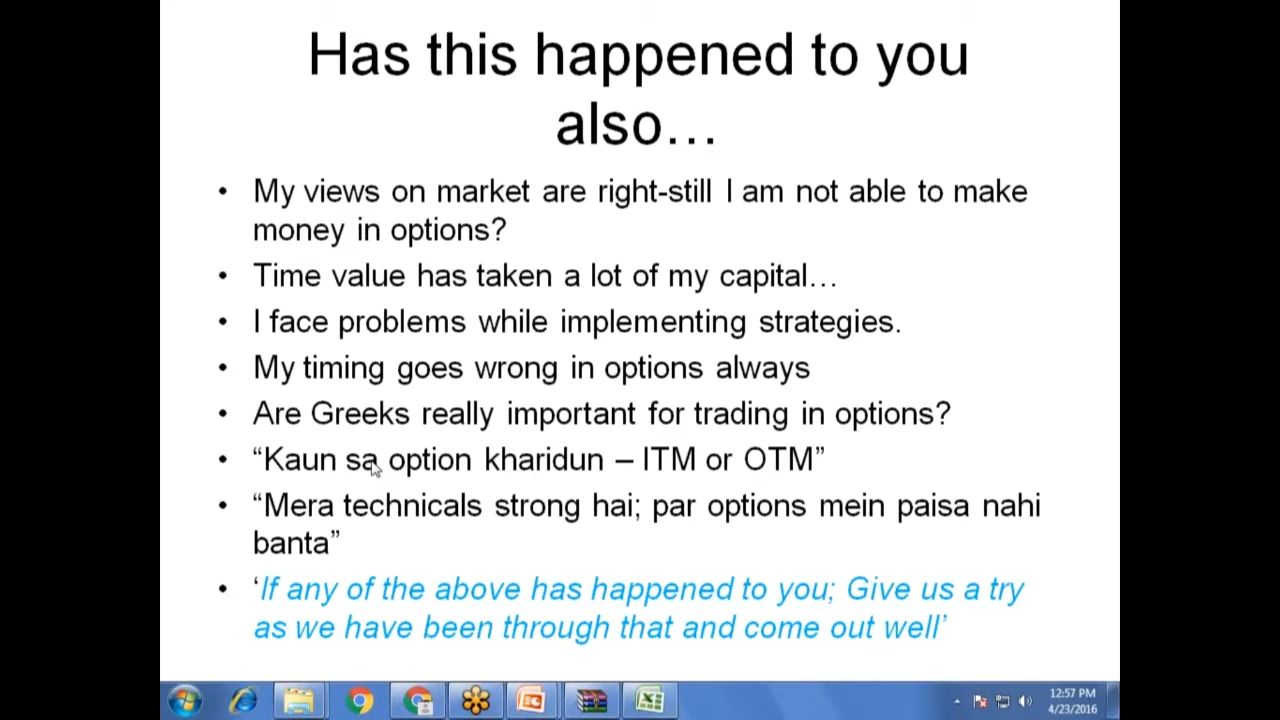 Has this happened to you
also…
• My views on market are right-still I am not able to make
money in options?
• Time value has taken a lot of my capital…
• I face problems while implementing strategies.
• My timing goes wrong in options always
• Are Greeks really important for trading in options?
• “Kaun sa option kharidun – ITM or OTM”
• “Mera technicals strong hai; par options mein paisa nahi
banta”
• ‘If any of the above has happened to you; Give us a try
as we have been through that and come out well’
12:57 PM
4/23/2016